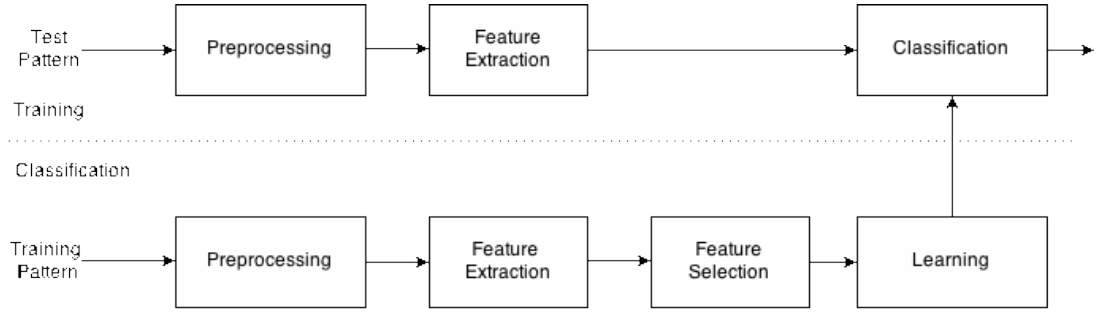 Test
Pattern
Preprocessing
Feature
Extraction
Classification
Training
Classification
Training
Pattern
Preprocessing
Feature
Extraction
Feature
Selection
Learning